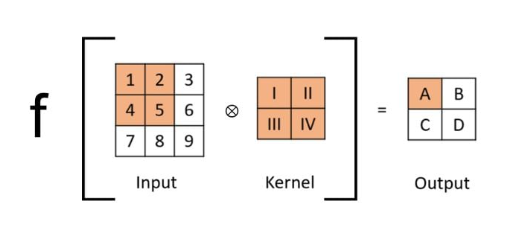 f
1 2 3
4 5 6
7 8 9
⊗
I II
III IV
=
A B
C D
Input
Kernel
Output